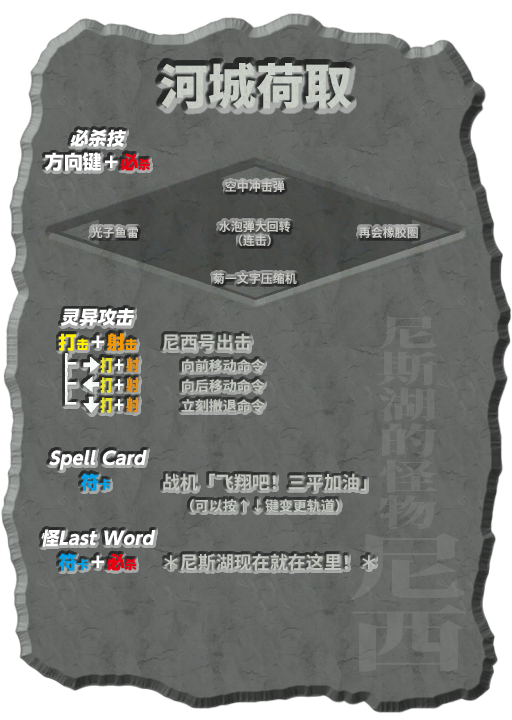 河城荷取
必杀技
方向键＋必杀
空中冲击弹
光子鱼雷
水泡弹大回转
（连击）
再会橡胶圈
菊一文字压缩机
灵异攻击
打击＋射击 尼西号出击
➡打＋射 向前移动命令
⬅打＋射 向后移动命令
⬇打＋射 立刻撤退命令
Spell Card
符卡 战机「飞翔吧！三平加油」
（可以按↑↓键变更轨道）
怪Last Word
符卡＋必杀 ＊尼斯湖现在就在这里！＊
尼斯湖的怪物尼西